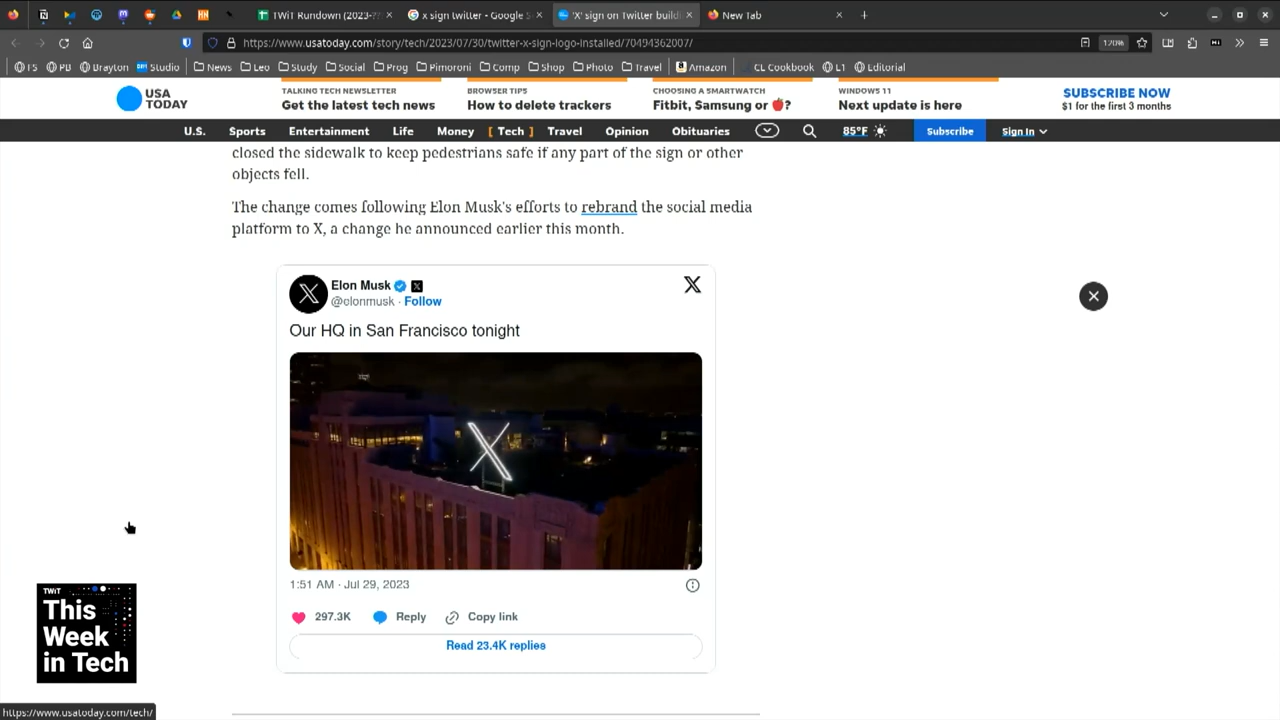 TWiT Rundown (2023-
x sign twitter - Google S
'X' sign on Twitter buildi
New Tab
https://www.usatoday.com/story/tech/2023/07/30/twitter-x-sign-logo-installed/70494362007/
120%
TS
PB
Brayton
Studio
News
Leo
Study
Social
Prog
Pimoroni
Comp
Shop
Photo
Travel
Amazon
CL Cookbook
L1
Editorial
USA
TODAY
TALKING TECH NEWSLETTER
Get the latest tech news
BROWSER TIPS
How to delete trackers
CHOOSING A SMARTWATCH
Fitbit, Samsung or 🍎?
WINDOWS 11
Next update is here
SUBSCRIBE NOW
$1 for the first 3 months
U.S. Sports Entertainment Life Money [ Tech ] Travel Opinion Obituaries 85°F Subscribe Sign In
closed the sidewalk to keep pedestrians safe if any part of the sign or other
objects fell.
The change comes following Elon Musk's efforts to rebrand the social media
platform to X, a change he announced earlier this month.
Elon Musk
@elonmusk · Follow
Our HQ in San Francisco tonight
X
1:51 AM · Jul 29, 2023
297.3K Reply Copy link
Read 23.4K replies
TWiT
This
Week
in Tech
https://www.usatoday.com/tech/